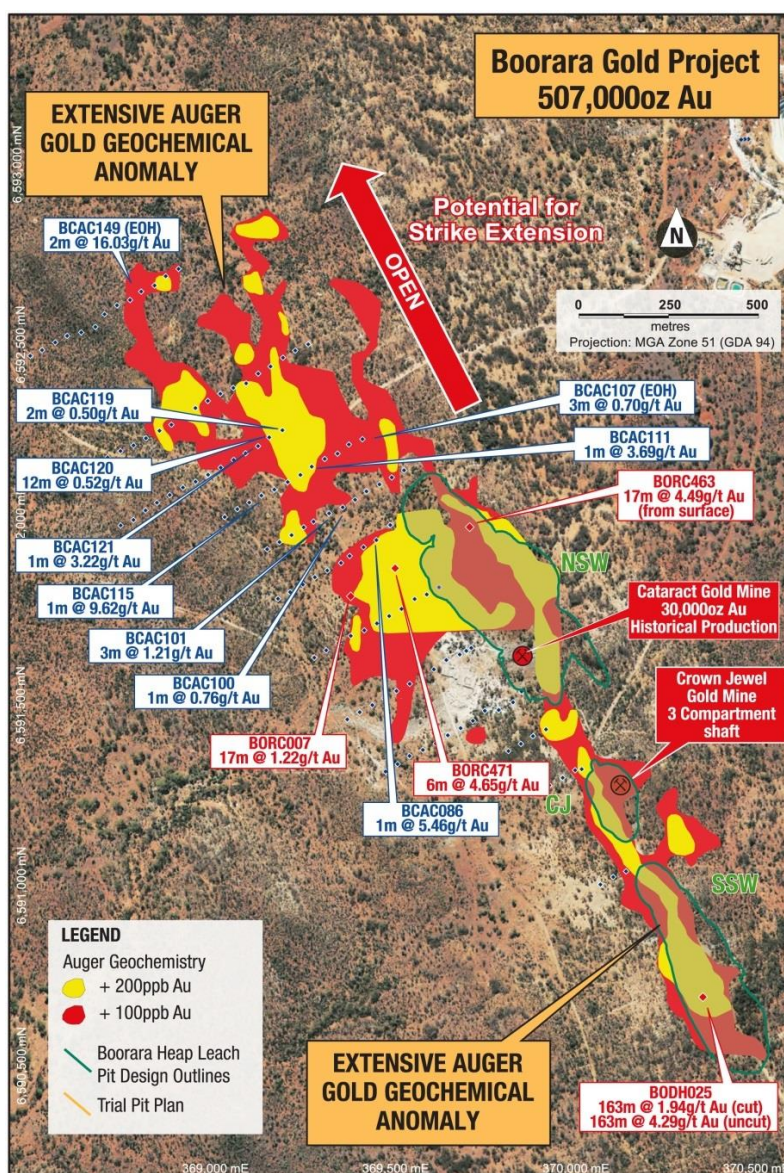 Boorara Gold Project
507,000oz Au
EXTENSIVE AUGER
GOLD GEOCHEMICAL
ANOMALY
6,593,000 mN
Potential for
Strike Extension
OPEN
N
BCAC149 (EOH)
2m @ 16.03g/t Au
0 250 500
metres
Projection: MGA Zone 51 (GDA 94)
6,592,500 mN
BCAC119
2m @ 0.50g/t Au
BCAC107 (EOH)
3m @ 0.70g/t Au
BCAC111
1m @ 3.69g/t Au
BCAC120
12m @ 0.52g/t Au
BORC463
17m @ 4.49g/t Au
(from surface)
2,000 mN
BCAC121
1m @ 3.22g/t Au
NSW
BCAC115
1m @ 9.62g/t Au
Cataract Gold Mine
30,000oz Au
Historical Production
BCAC101
3m @ 1.21g/t Au
BCAC100
1m @ 0.76g/t Au
6,591,500 mN
Crown Jewel
Gold Mine
3 Compartment
shaft
BORC007
17m @ 1.22g/t Au
BORC471
6m @ 4.65g/t Au
BCAC086
1m @ 5.46g/t Au
CJ
SSW
6,591,000 mN
LEGEND
Auger Geochemistry
+ 200ppb Au
+ 100ppb Au
Boorara Heap Leach
Pit Design Outlines
Trial Pit Plan
6,590,500 mN
EXTENSIVE AUGER
GOLD GEOCHEMICAL
ANOMALY
BODH025
163m @ 1.94g/t Au (cut)
163m @ 4.29g/t Au (uncut)
369,000 mE
369,500 mE
370,000 mE
370,500 m